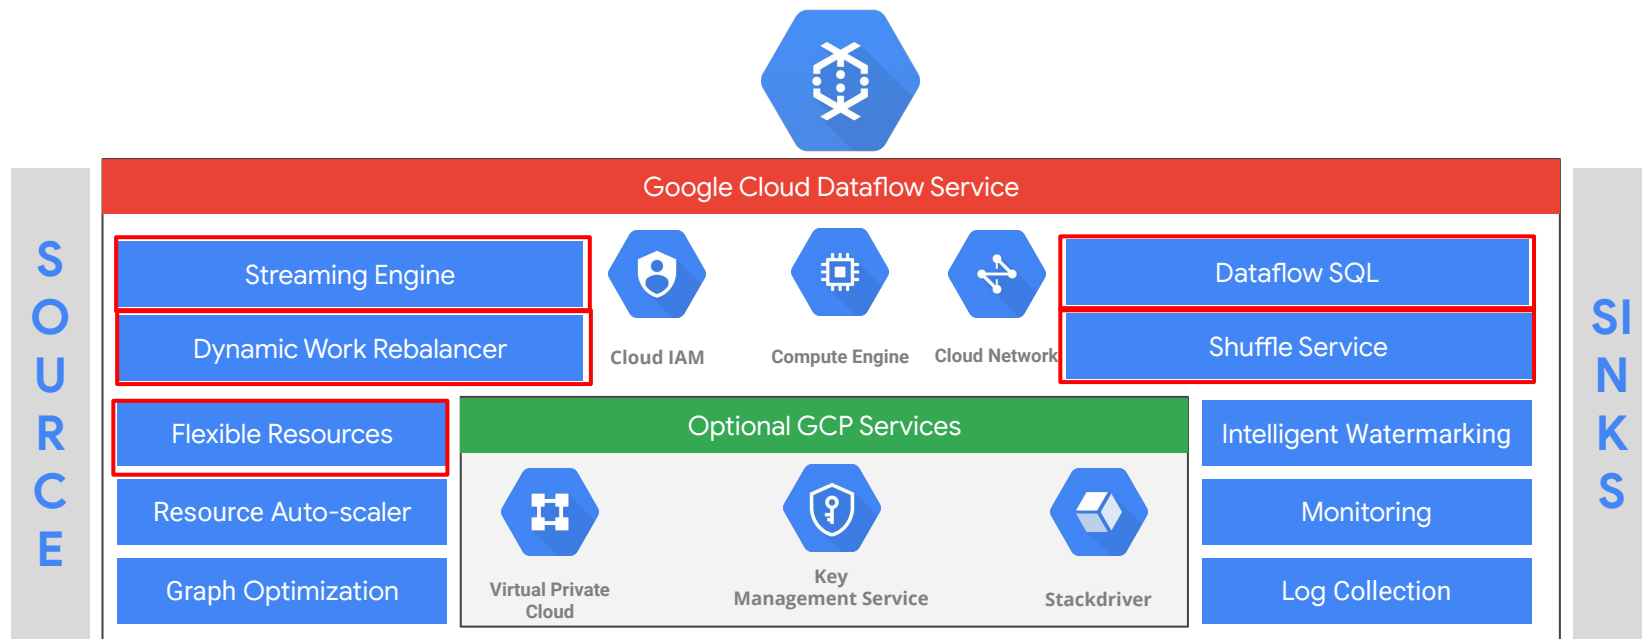 Google Cloud Dataflow Service
S
O
U
R
C
E
Streaming Engine
Dynamic Work Rebalancer
Flexible Resources
Resource Auto-scaler
Graph Optimization
Cloud IAM
Compute Engine
Cloud Network
Optional GCP Services
Virtual Private
Cloud
Key
Management Service
Stackdriver
Dataflow SQL
Shuffle Service
Intelligent Watermarking
Monitoring
Log Collection
SI
N
K
S